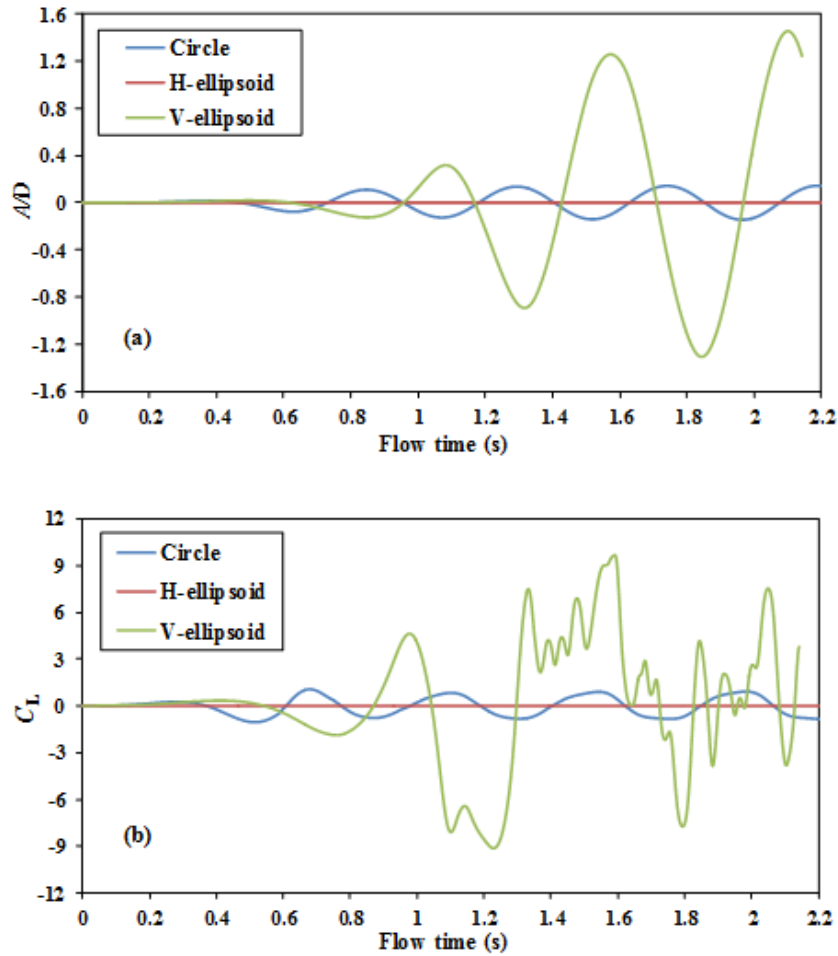 1.6
1.2
0.8
0.4
0
-0.4
-0.8
-1.2
-1.6
A/D
Circle
H-ellipsoid
V-ellipsoid
(a)
0 0.2 0.4 0.6 0.8 1 1.2 1.4 1.6 1.8 2 2.2
Flow time (s)
12
9
6
3
0
-3
-6
-9
-12
CL
Circle
H-ellipsoid
V-ellipsoid
(b)
0 0.2 0.4 0.6 0.8 1 1.2 1.4 1.6 1.8 2 2.2
Flow time (s)